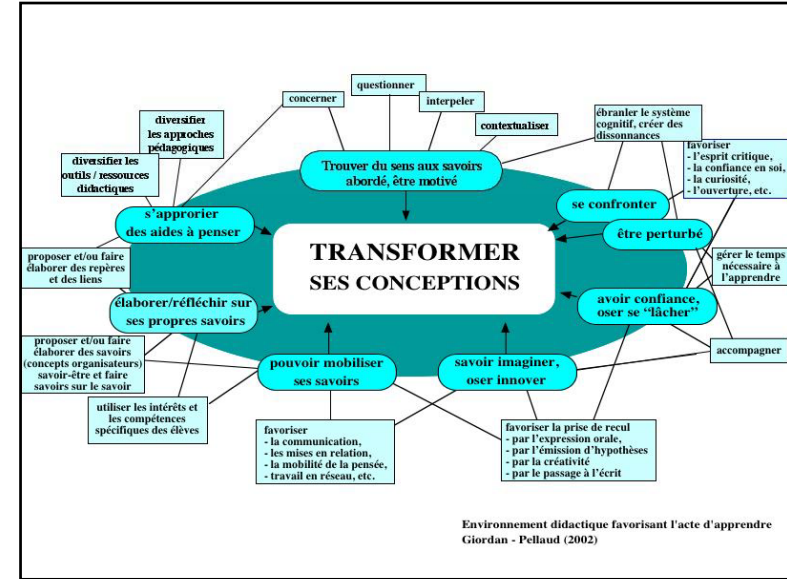 questionner
concerner
interpeler
contextualiser
diversifier
les approches
pédagogiques
diversifier les
outils / ressources
didactiques
ébranler le système
cognitif, créer des
dissonances
favoriser
- l'esprit critique,
- la confiance en soi,
- la curiosité,
- l'ouverture, etc.
Trouver du sens aux savoirs
abordé, être motivé
se confronter
s'approrier
des aides à penser
être perturbé
TRANSFORMER
SES CONCEPTIONS
proposer et/ou faire
élaborer des repères
et des liens
gérer le temps
nécessaire à
l'apprendre
élaborer/réfléchir sur
ses propres savoirs
avoir confiance,
oser se “lâcher”
proposer et/ou faire
élaborer des savoirs
(concepts organisateurs)
savoir-être et faire
savoirs sur le savoir
accompagner
pouvoir mobiliser
ses savoirs
savoir imaginer,
oser innover
utiliser les intérêts et
les compétences
spécifiques des élèves
favoriser
- la communication,
- les mises en relation,
- la mobilité de la pensée,
- travail en réseau, etc.
favoriser la prise de recul
- par l'expression orale,
- par l'émission d'hypothèses
- par la créativité
- par le passage à l'écrit
Environnement didactique favorisant l'acte d'apprendre
Giordan - Pellaud (2002)